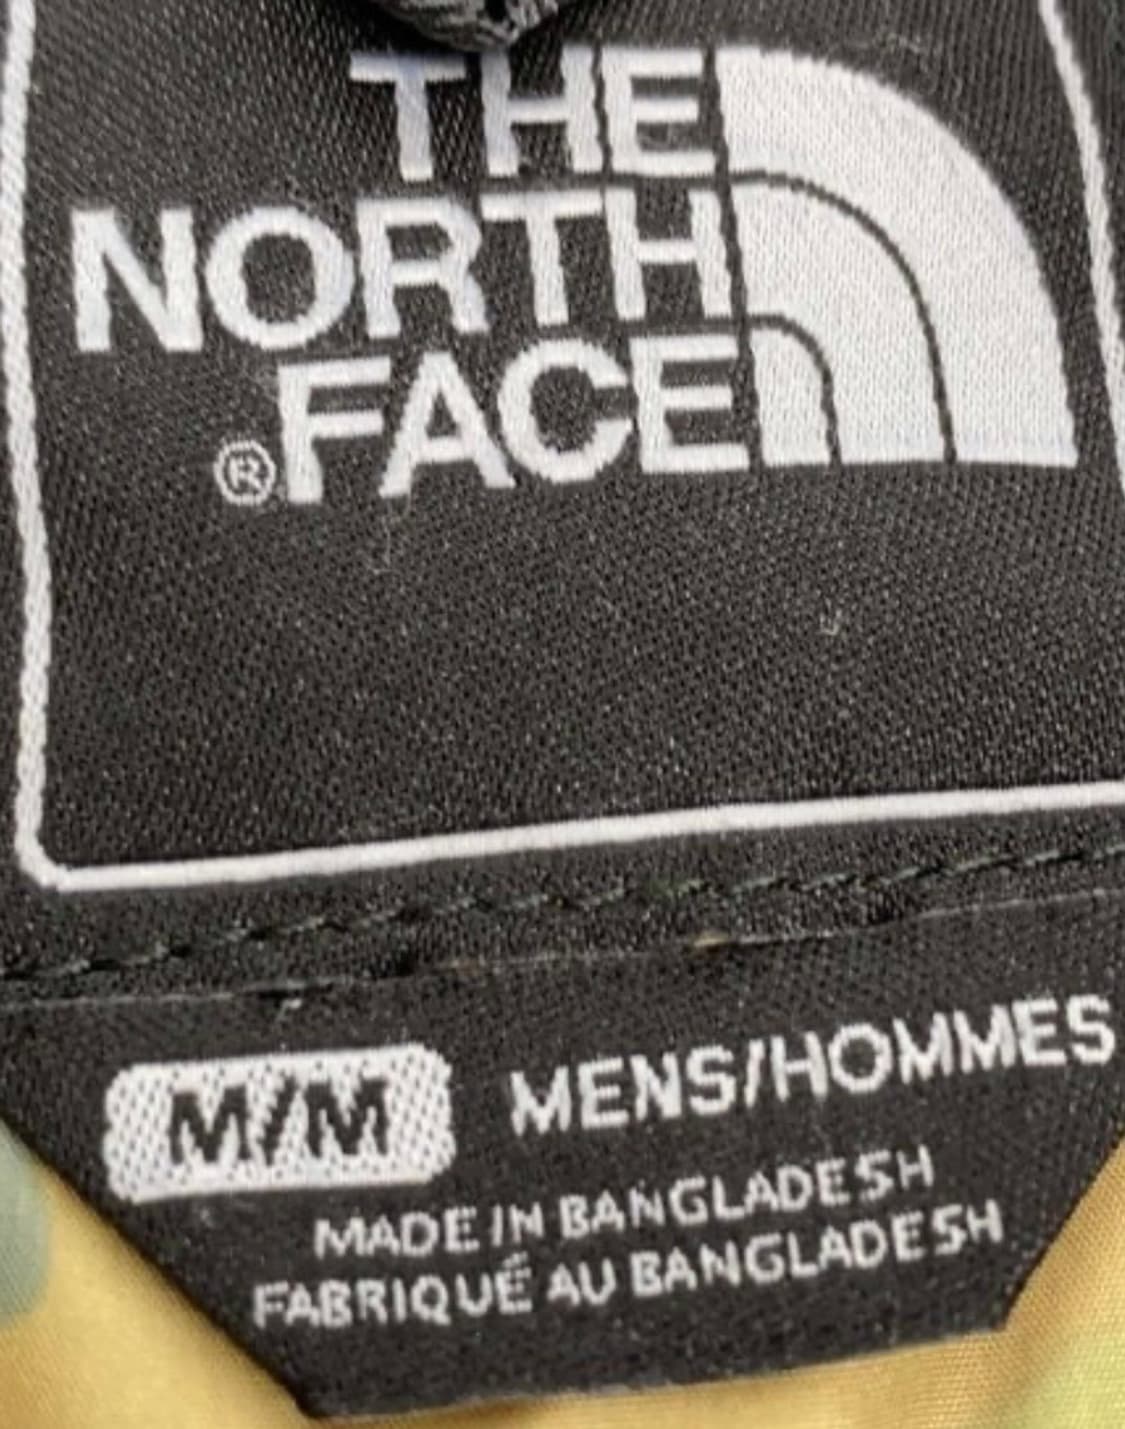 THE
NORTH
FACE®
M/M MENS/HOMMES
MADE IN BANGLADESH
FABRIQUÉ AU BANGLADESH